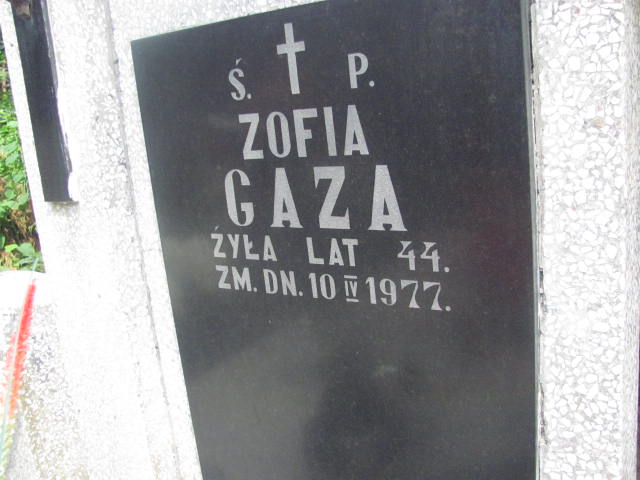 Ś. P.
ZOFIA
GAZA
ŻYŁA LAT 44.
ZM. DN. 10 IV 1977.